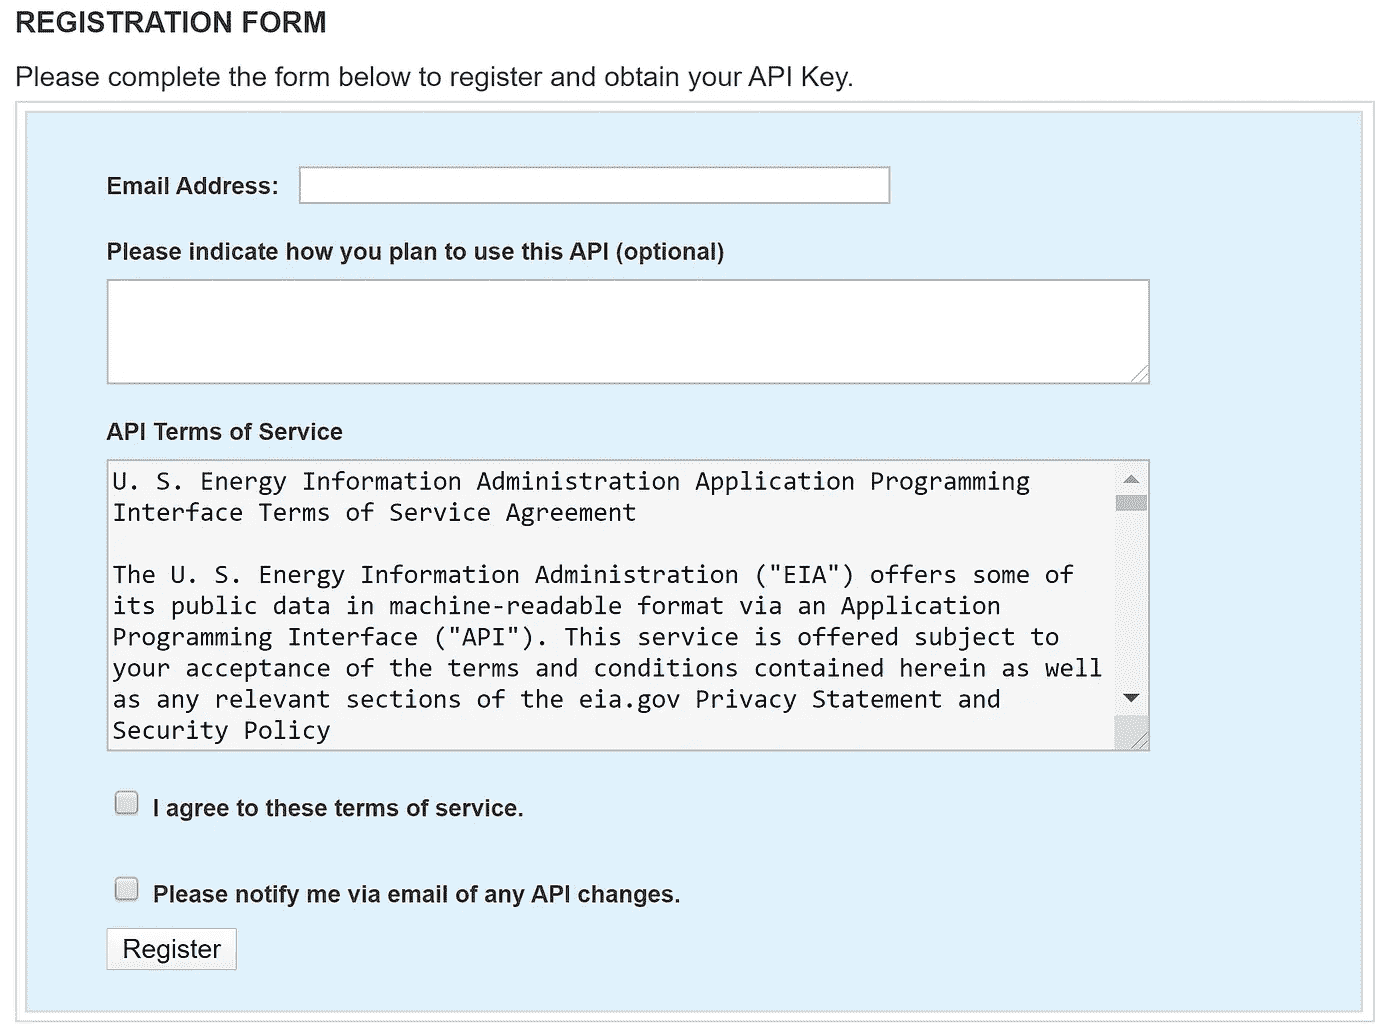 REGISTRATION FORM
Please complete the form below to register and obtain your API Key.
Email Address:
Please indicate how you plan to use this API (optional)
API Terms of Service
U. S. Energy Information Administration Application Programming
Interface Terms of Service Agreement
The U. S. Energy Information Administration ("EIA") offers some of
its public data in machine-readable format via an Application
Programming Interface ("API"). This service is offered subject to
your acceptance of the terms and conditions contained herein as well
as any relevant sections of the eia.gov Privacy Statement and
Security Policy
I agree to these terms of service.
Please notify me via email of any API changes.
Register